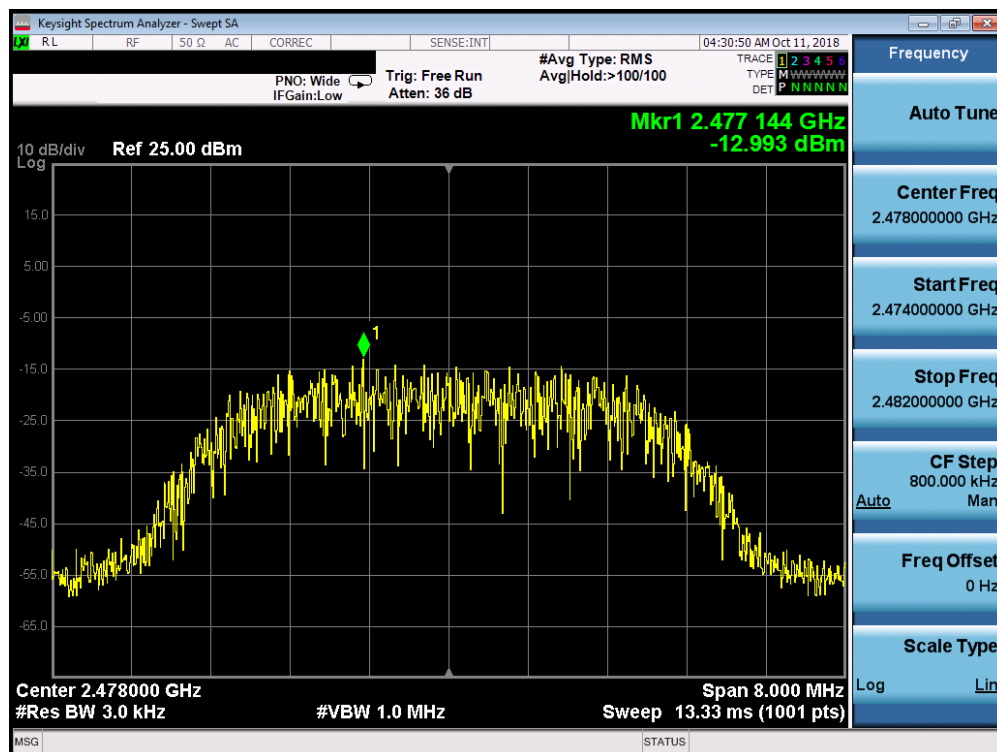 Keysight Spectrum Analyzer - Swept SA
LXI RL RF 50 Ω AC CORREC SENSE:INT 04:30:50 AM Oct 11, 2018
PNO: Wide
IFGain:Low
Trig: Free Run
Atten: 36 dB
#Avg Type: RMS
Avg|Hold:>100/100
TRACE 1 2 3 4 5 6
TYPE M W W W W W
DET P N N N N N
Mkr1 2.477 144 GHz
-12.993 dBm
10 dB/div Ref 25.00 dBm
Log
1
15.0
5.00
-5.00
-15.0
-25.0
-35.0
-45.0
-55.0
-65.0
Center 2.478000 GHz Span 8.000 MHz
#Res BW 3.0 kHz #VBW 1.0 MHz Sweep 13.33 ms (1001 pts)
MSG STATUS
Frequency
Auto Tune
Center Freq
2.478000000 GHz
Start Freq
2.474000000 GHz
Stop Freq
2.482000000 GHz
CF Step
800.000 kHz
Auto Man
Freq Offset
0 Hz
Scale Type
Log Lin